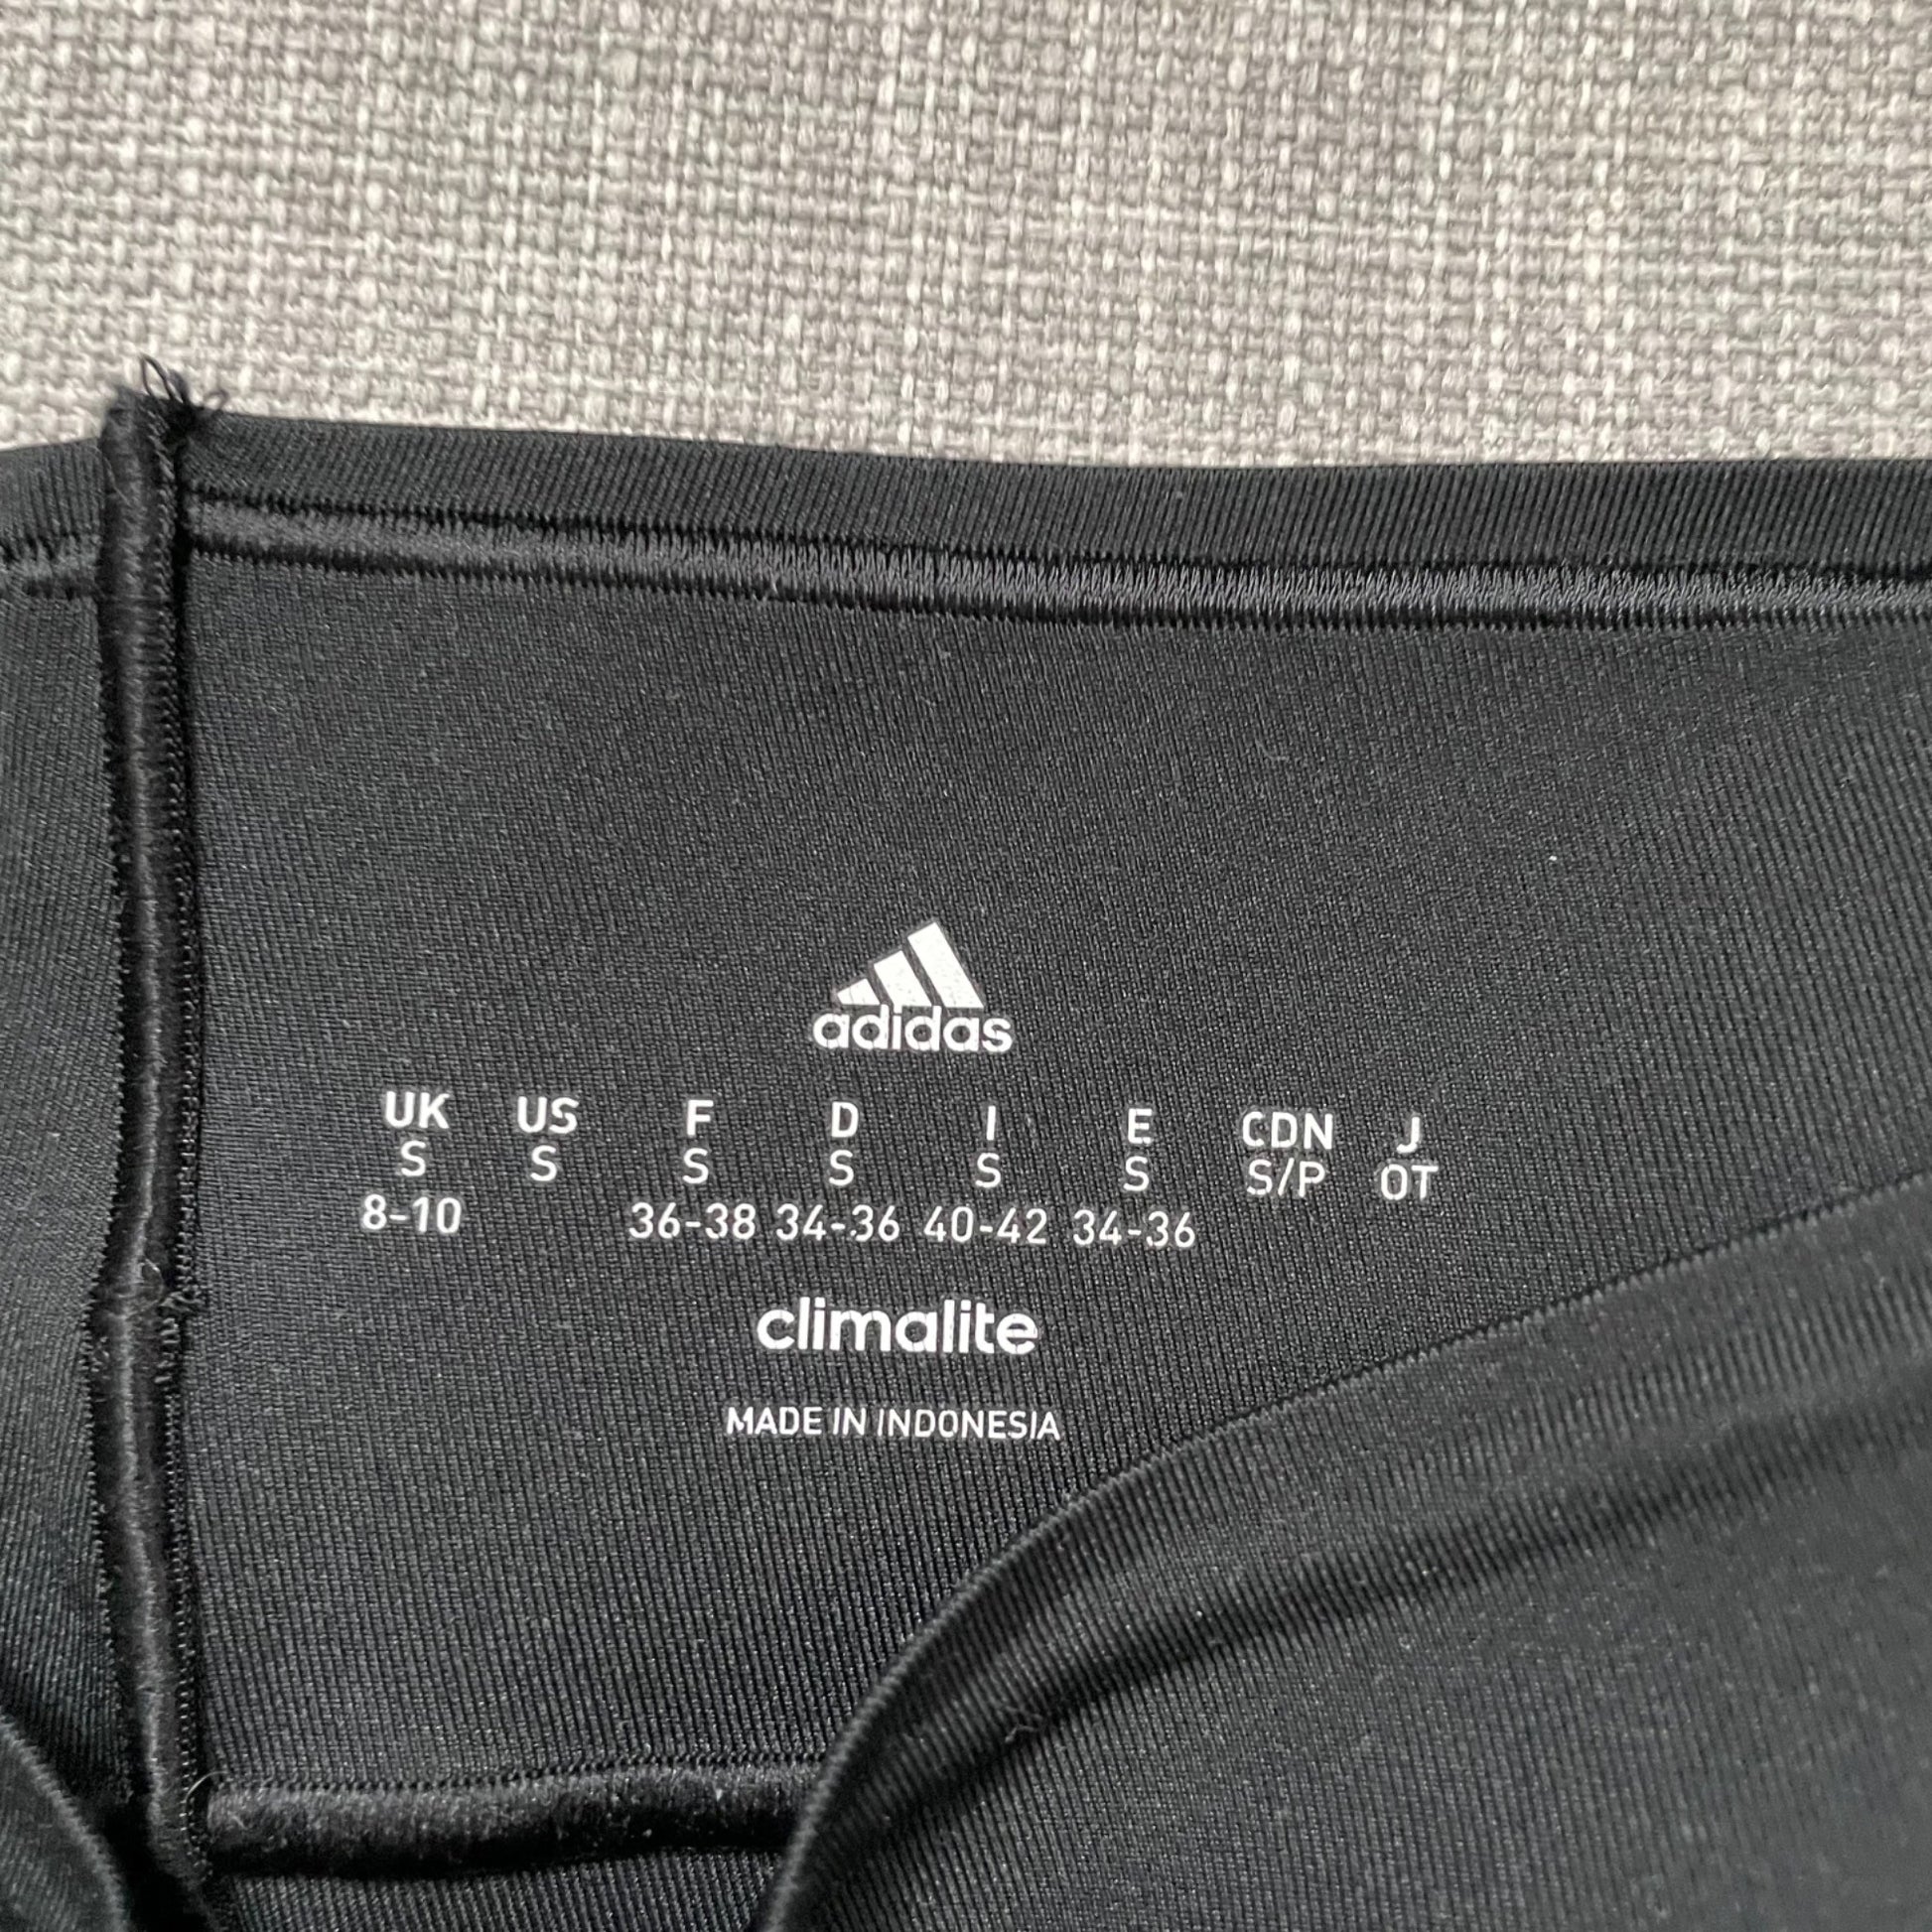 adidas
UK US F D I E CDN J
S S S S S S S/P OT
8-10 36-38 34-36 40-42 34-36
climalite
MADE IN INDONESIA